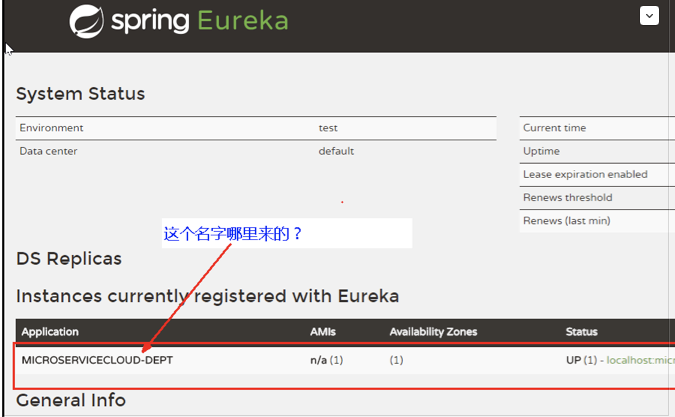 spring Eureka
System Status
Environment test Current time
Data center default Uptime
Lease expiration enabled
Renews threshold
Renews (last min)
这个名字哪里来的？
DS Replicas
Instances currently registered with Eureka
Application AMIs Availability Zones Status
MICROSERVICECLOUD-DEPT n/a (1) (1) UP (1) - localhost:micr
General Info